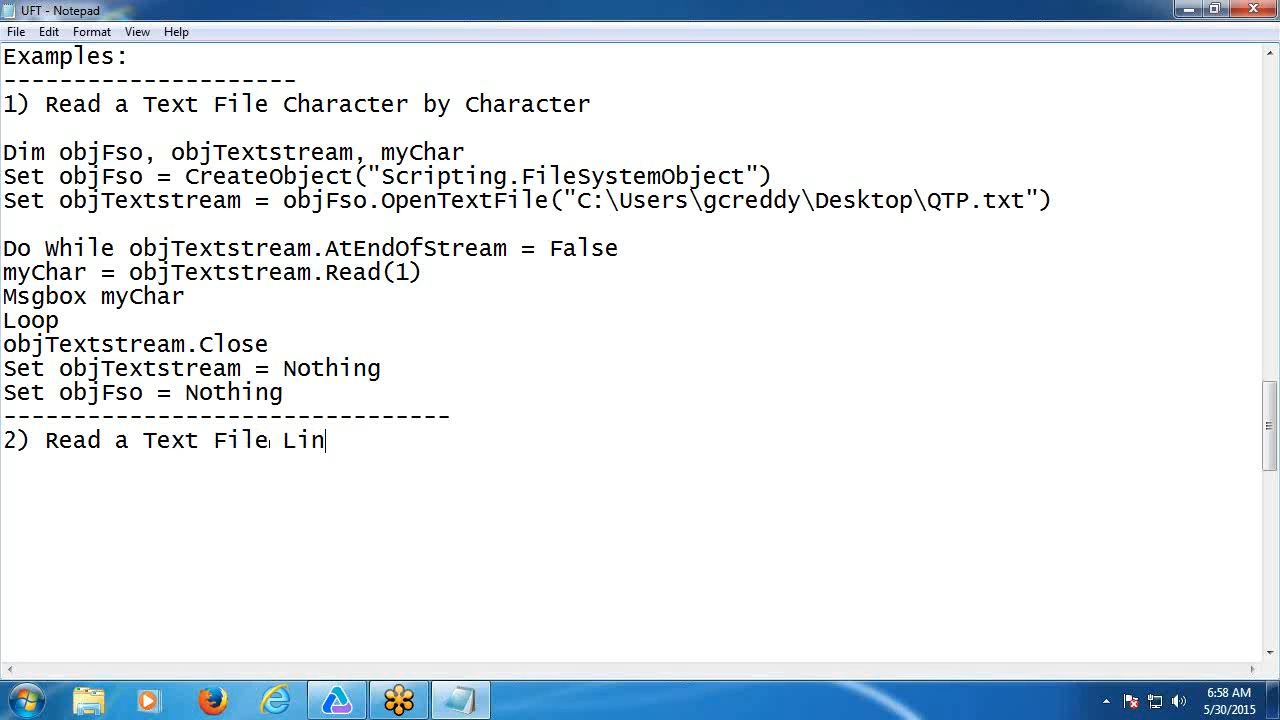 UFT - Notepad
File Edit Format View Help
Examples:
---------------------
1) Read a Text File Character by Character
Dim objFso, objTextstream, myChar
Set objFso = CreateObject("Scripting.FileSystemObject")
Set objTextstream = objFso.OpenTextFile("C:\Users\gcreddy\Desktop\QTP.txt")
Do While objTextstream.AtEndOfStream = False
myChar = objTextstream.Read(1)
Msgbox myChar
Loop
objTextstream.Close
Set objTextstream = Nothing
Set objFso = Nothing
--------------------------------
2) Read a Text File Lin
6:58 AM
5/30/2015